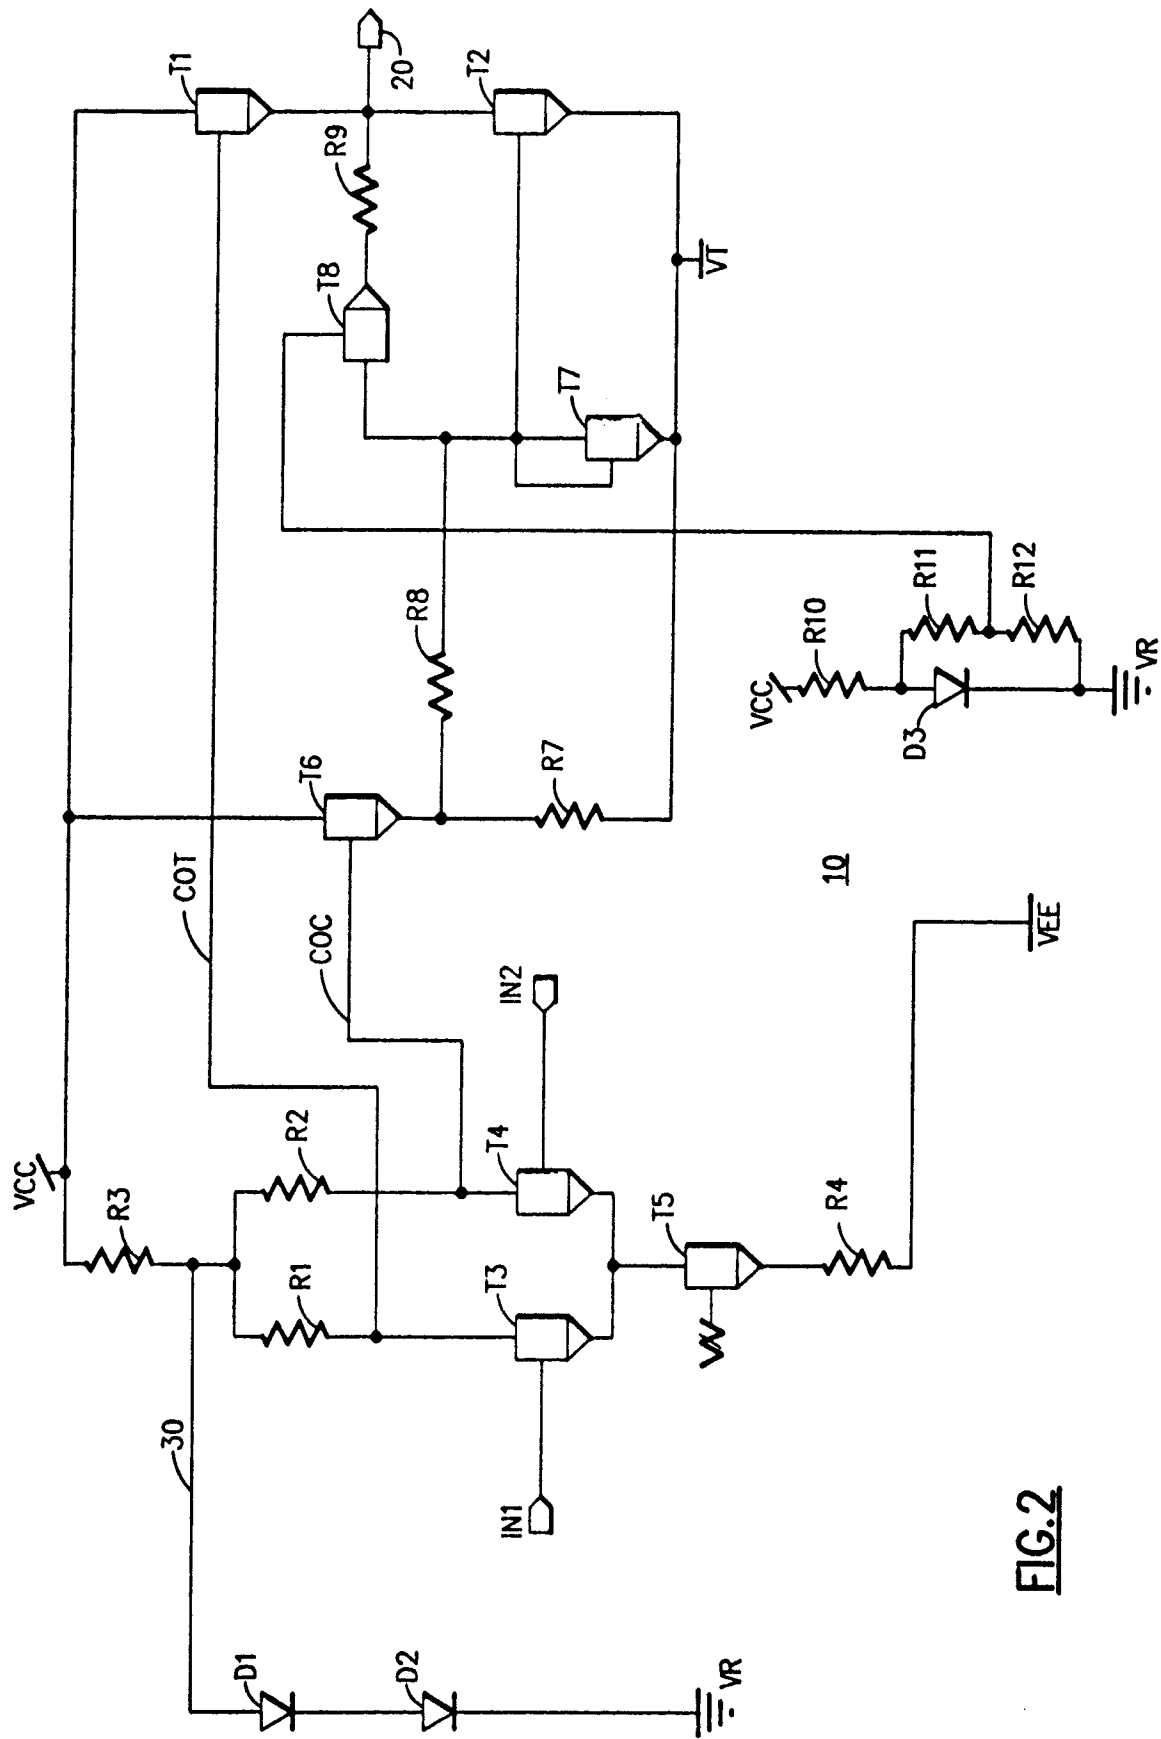 VCC
R3
30
D1
D2
VR
R1
R2
COT
COC
IN1
T3
T4
IN2
T5
VV
R4
VEE
T6
R7
R8
T1
20
T2
R9
T8
T7
VT
VCC
R10
R11
R12
D3
VR
10
FIG.2